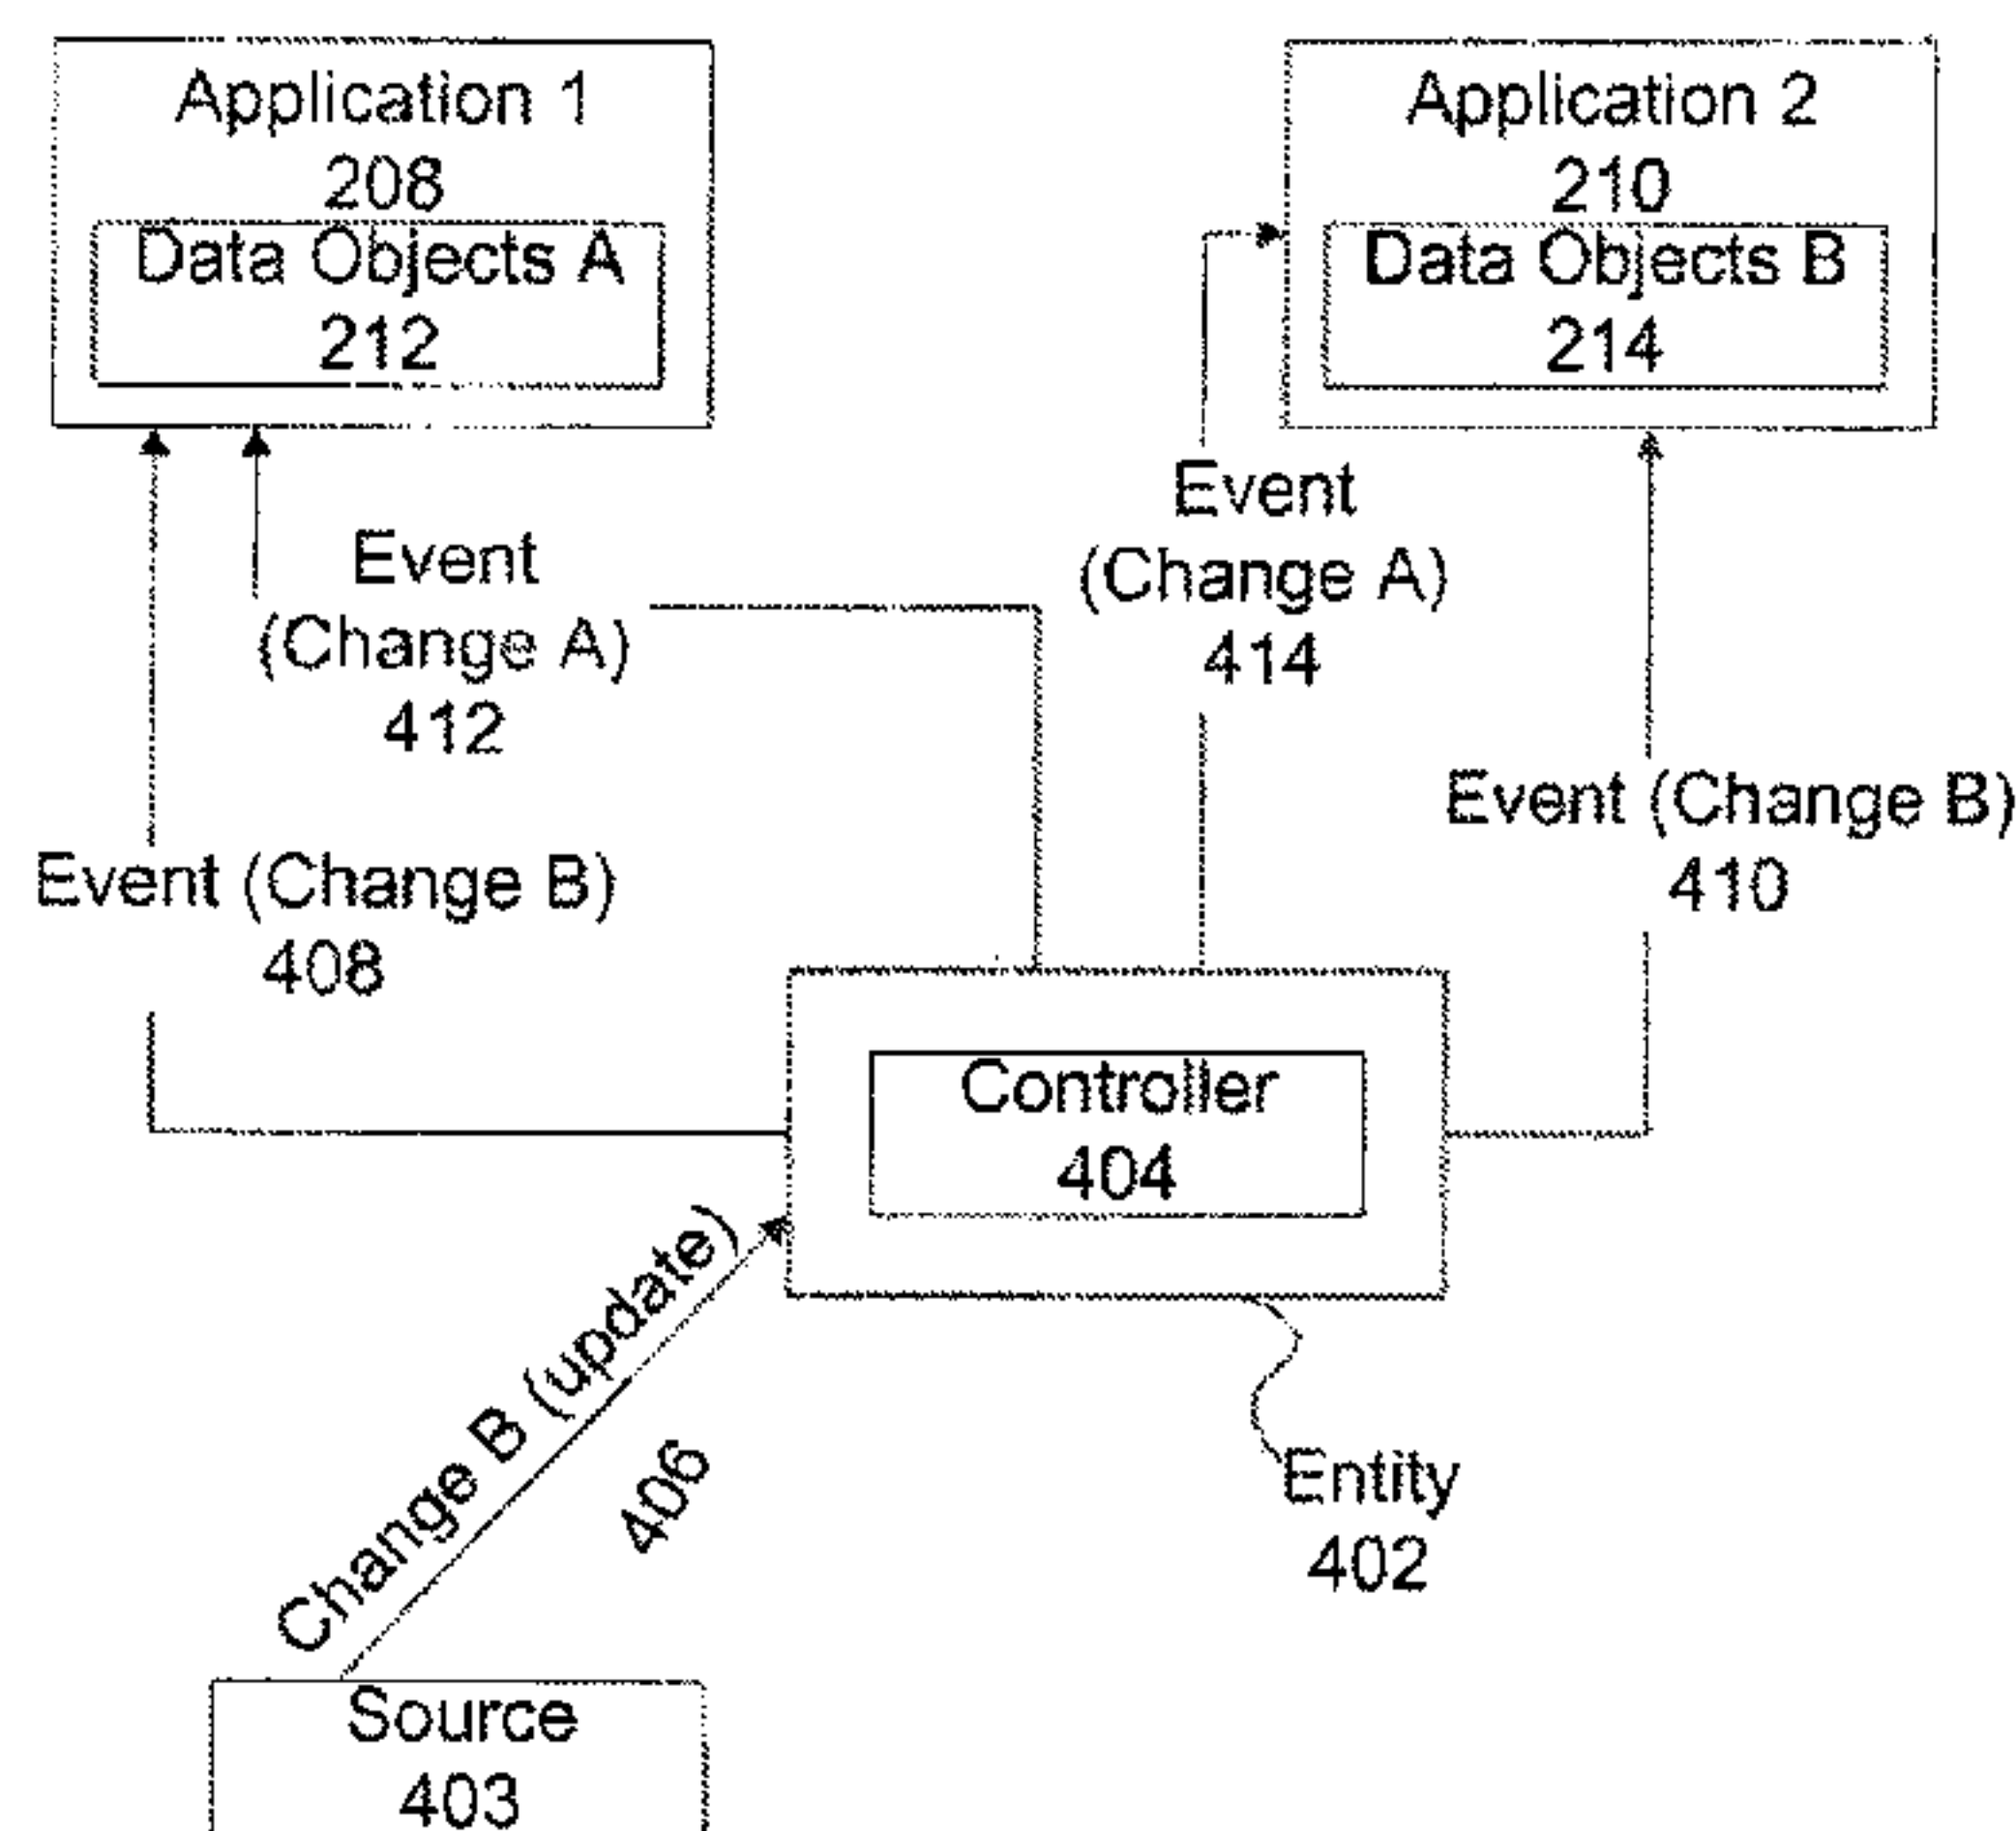 Application 1
208
Data Objects A
212
Application 2
210
Data Objects B
214
Event
(Change A)
412
Event
(Change A)
414
Event (Change B)
408
Event (Change B)
410
Controller
404
Change B (update)
406
Entity
402
Source
403